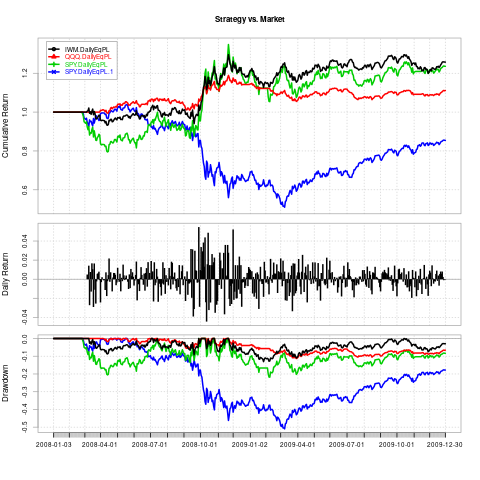 Strategy vs. Market
IWM.DailyEqPL
QQQ.DailyEqPL
SPY.DailyEqPL
SPY.DailyEqPL.1
Cumulative Return
1.2
1.0
0.8
0.6
Daily Return
0.04
0.02
0.00
-0.04
Drawdown
0.0
-0.1
-0.2
-0.3
-0.4
-0.5
2008-01-03 2008-04-01 2008-07-01 2008-10-01 2009-01-02 2009-04-01 2009-07-01 2009-10-01 2009-12-30